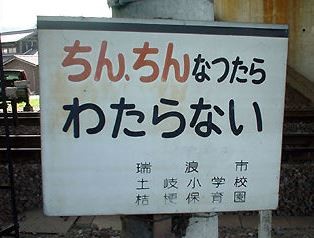 ちん、ちんなつたら
わたらない
瑞浪市
土岐小学校
桔梗保育園